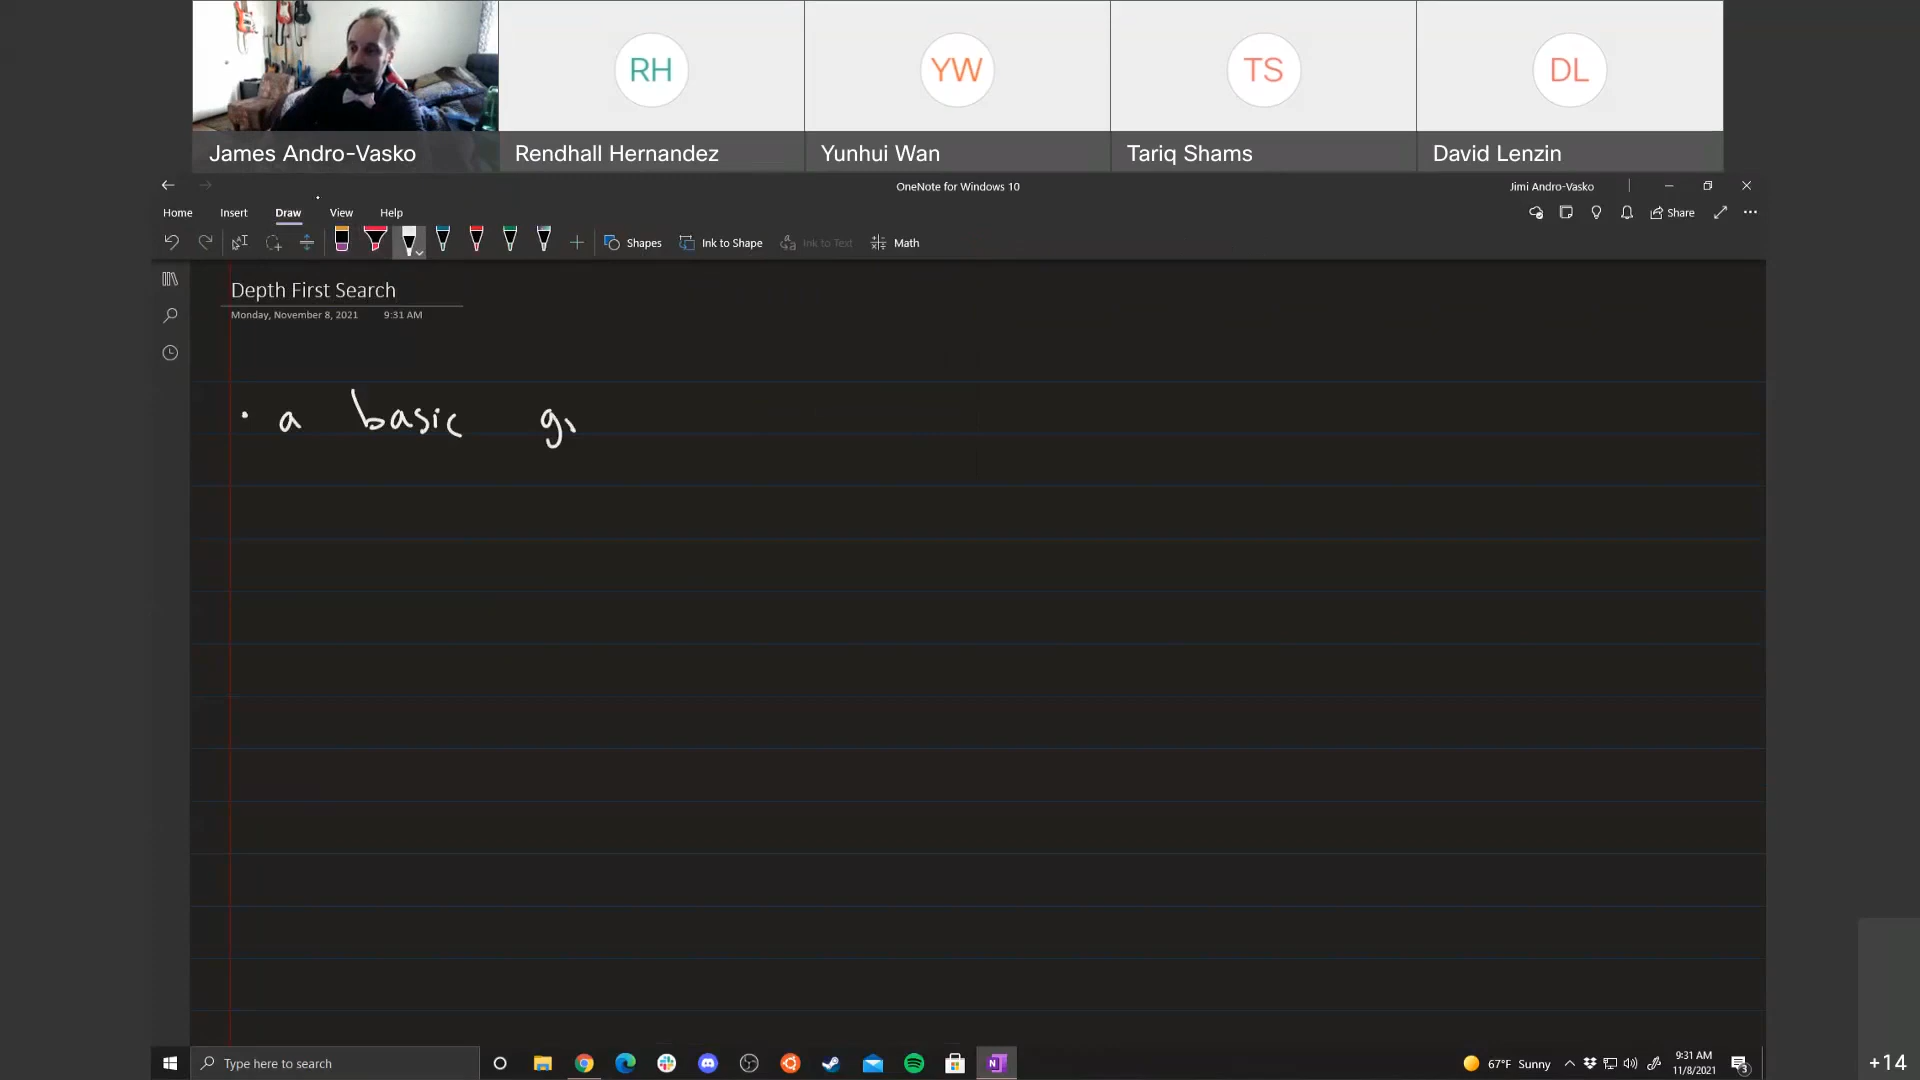 RH
YW
TS
DL
James Andro-Vasko
Rendhall Hernandez
Yunhui Wan
Tariq Shams
David Lenzin
OneNote for Windows 10
Jimi Andro-Vasko
Home Insert Draw View Help
Share
Shapes
Ink to Shape
Ink to Text
Math
Depth First Search
Monday, November 8, 2021 9:31 AM
• a basic
Type here to search
67°F Sunny
9:31 AM
11/8/2021
3
+14